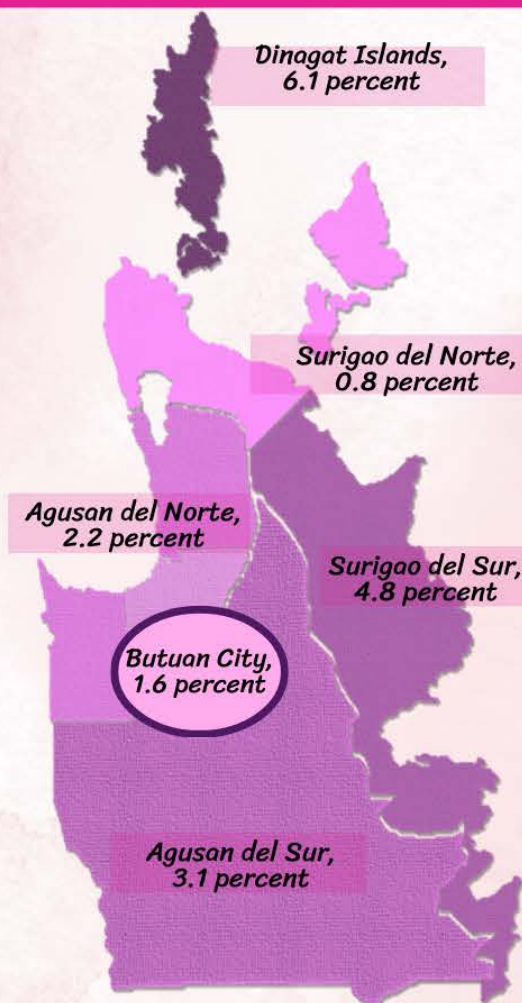 Dinagat Islands,
6.1 percent
Surigao del Norte,
0.8 percent
Agusan del Norte,
2.2 percent
Surigao del Sur,
4.8 percent
Butuan City,
1.6 percent
Agusan del Sur,
3.1 percent